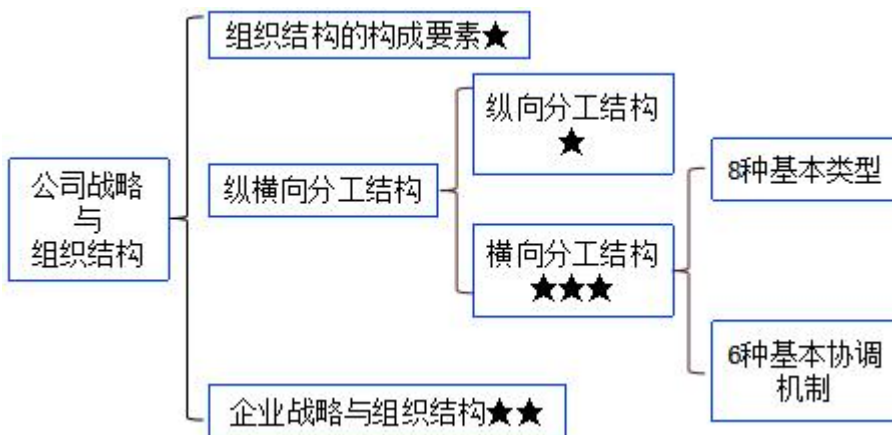 组织结构的构成要素★
纵向分工结构
★
公司战略
与
组织结构
纵横向分工结构
8种基本类型
横向分工结构
★★★
6种基本协调
机制
企业战略与组织结构★★